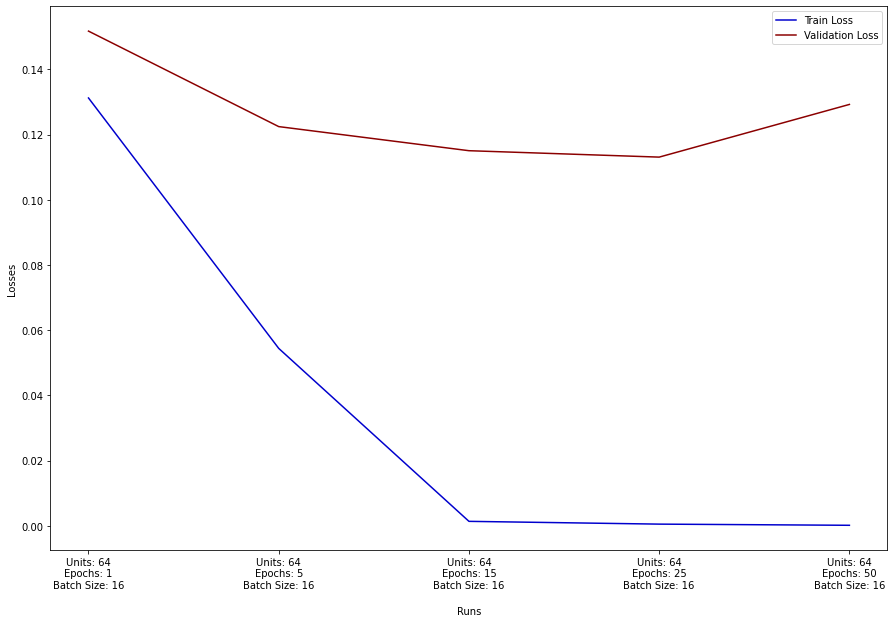 Train Loss
Validation Loss
0.14
0.12
0.10
0.08
0.06
0.04
0.02
0.00
Losses
Units: 64
Epochs: 1
Batch Size: 16
Units: 64
Epochs: 5
Batch Size: 16
Units: 64
Epochs: 15
Batch Size: 16
Units: 64
Epochs: 25
Batch Size: 16
Units: 64
Epochs: 50
Batch Size: 16
Runs